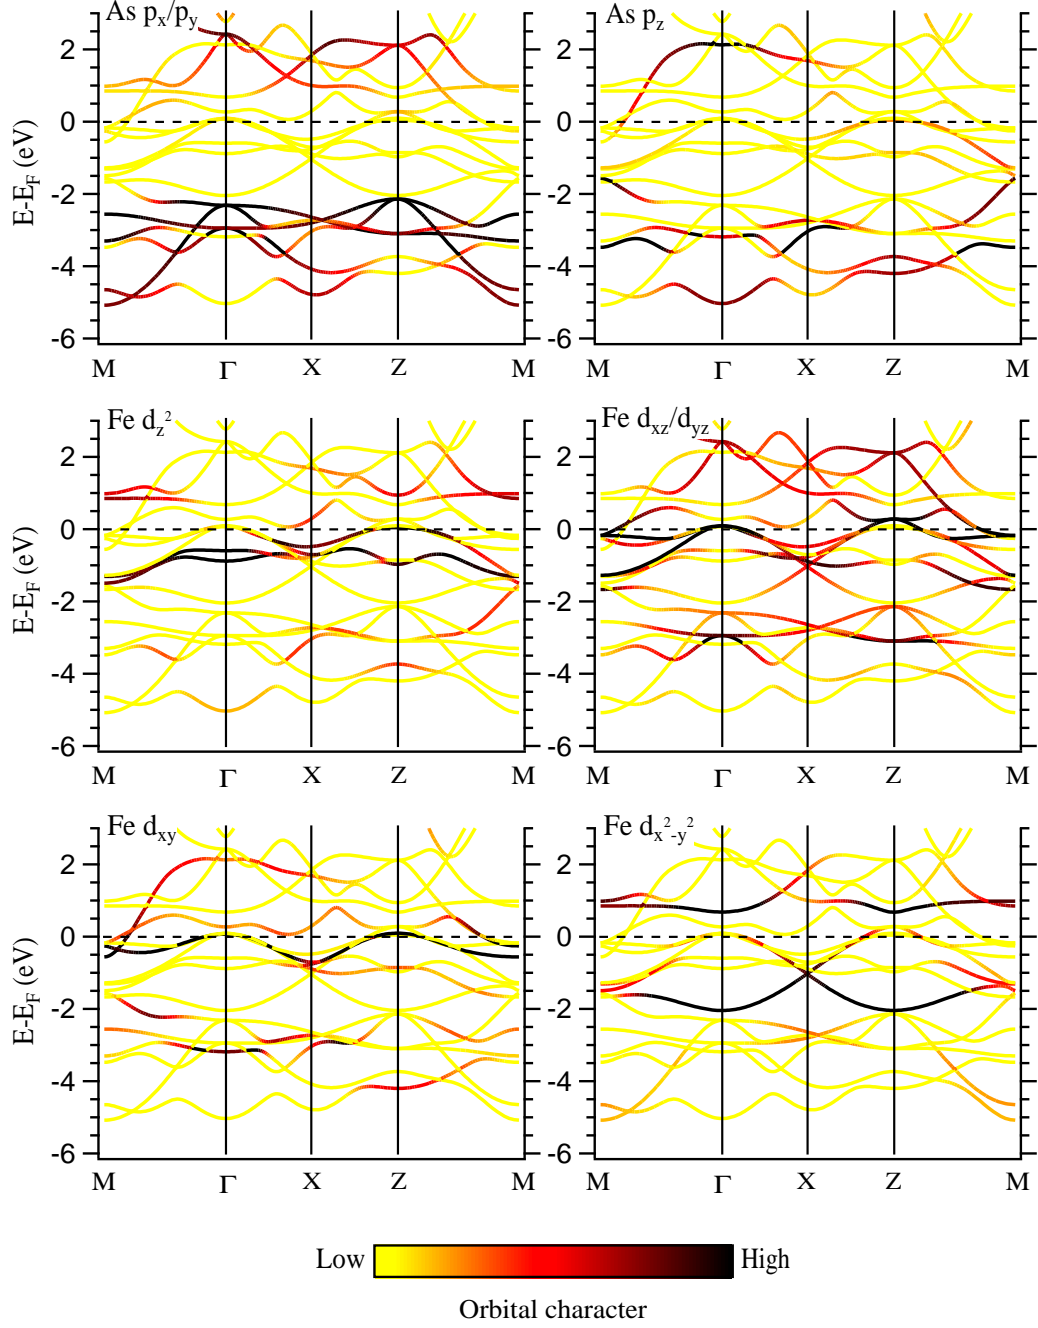 As px/py
As pz
E-EF (eV)
2
0
-2
-4
-6
2
0
-2
-4
-6
M Γ X Z M
M Γ X Z M
Fe dz²
Fe dxz/dyz
E-EF (eV)
2
0
-2
-4
-6
2
0
-2
-4
-6
M Γ X Z M
M Γ X Z M
Fe dxy
Fe dx²-y²
E-EF (eV)
2
0
-2
-4
-6
2
0
-2
-4
-6
M Γ X Z M
M Γ X Z M
Low High
Orbital character